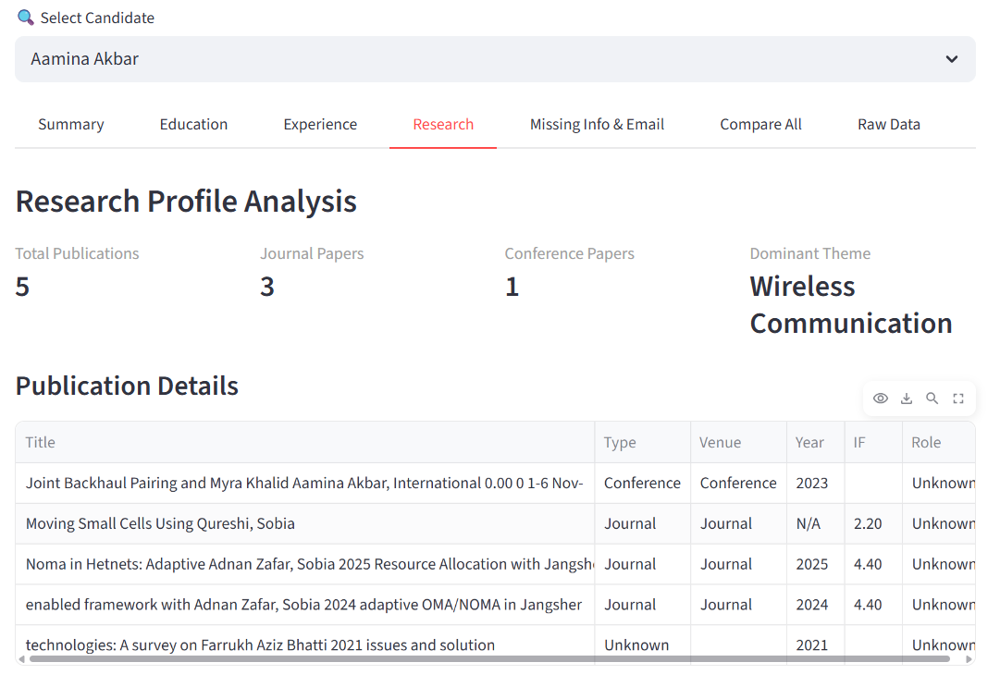 Select Candidate
Aamina Akbar
Summary Education Experience Research Missing Info & Email Compare All Raw Data
Research Profile Analysis
Total Publications Journal Papers Conference Papers Dominant Theme
5 3 1 Wireless
Communication
Publication Details
Title Type Venue Year IF Role
Joint Backhaul Pairing and Myra Khalid Aamina Akbar, International 0.00 0 1-6 Nov- Conference Conference 2023 Unknown
Moving Small Cells Using Qureshi, Sobia Journal Journal N/A 2.20 Unknown
Noma in Hetnets: Adaptive Adnan Zafar, Sobia 2025 Resource Allocation with Jangsh Journal Journal 2025 4.40 Unknown
enabled framework with Adnan Zafar, Sobia 2024 adaptive OMA/NOMA in Jangsher Journal Journal 2024 4.40 Unknown
technologies: A survey on Farrukh Aziz Bhatti 2021 issues and solution Unknown 2021 Unknown